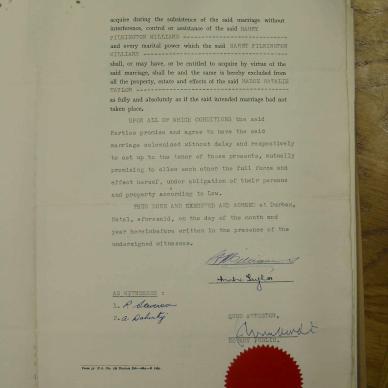 acquire during the subsistence of the said marriage without
interference, control or assistance of the said HARRY
PILKINGTON WILLIAMS
and every marital power which the said HARRY PILKINGTON
WILLIAMS
shall, or may have, or be entitled to acquire by virtue of the
said marriage, shall be and the same is hereby excluded from
all the property, estate and effects of the said MADGE NATALIE
TAYLOR
as fully and absolutely as if the said intended marriage had not
taken place.
UPON ALL OF WHICH CONDITIONS the said
Parties promise and agree to have the said
marriage solemnised without delay and respectively
to act up to the tenor of these presents, mutually
promising to allow each other the full force and
effect hereof, under obligation of their persons
and property according to Law.
THUS DONE AND EXECUTED AND AGREED at Durban,
Natal, aforesaid, on the day of the month and
year hereinbefore written in the presence of the
undersigned witnesses.
Taylor
AS WITNESSES :
1.
2. A. Doherty
QUOD ATTESTOR,
NOTARY PUBLIC.